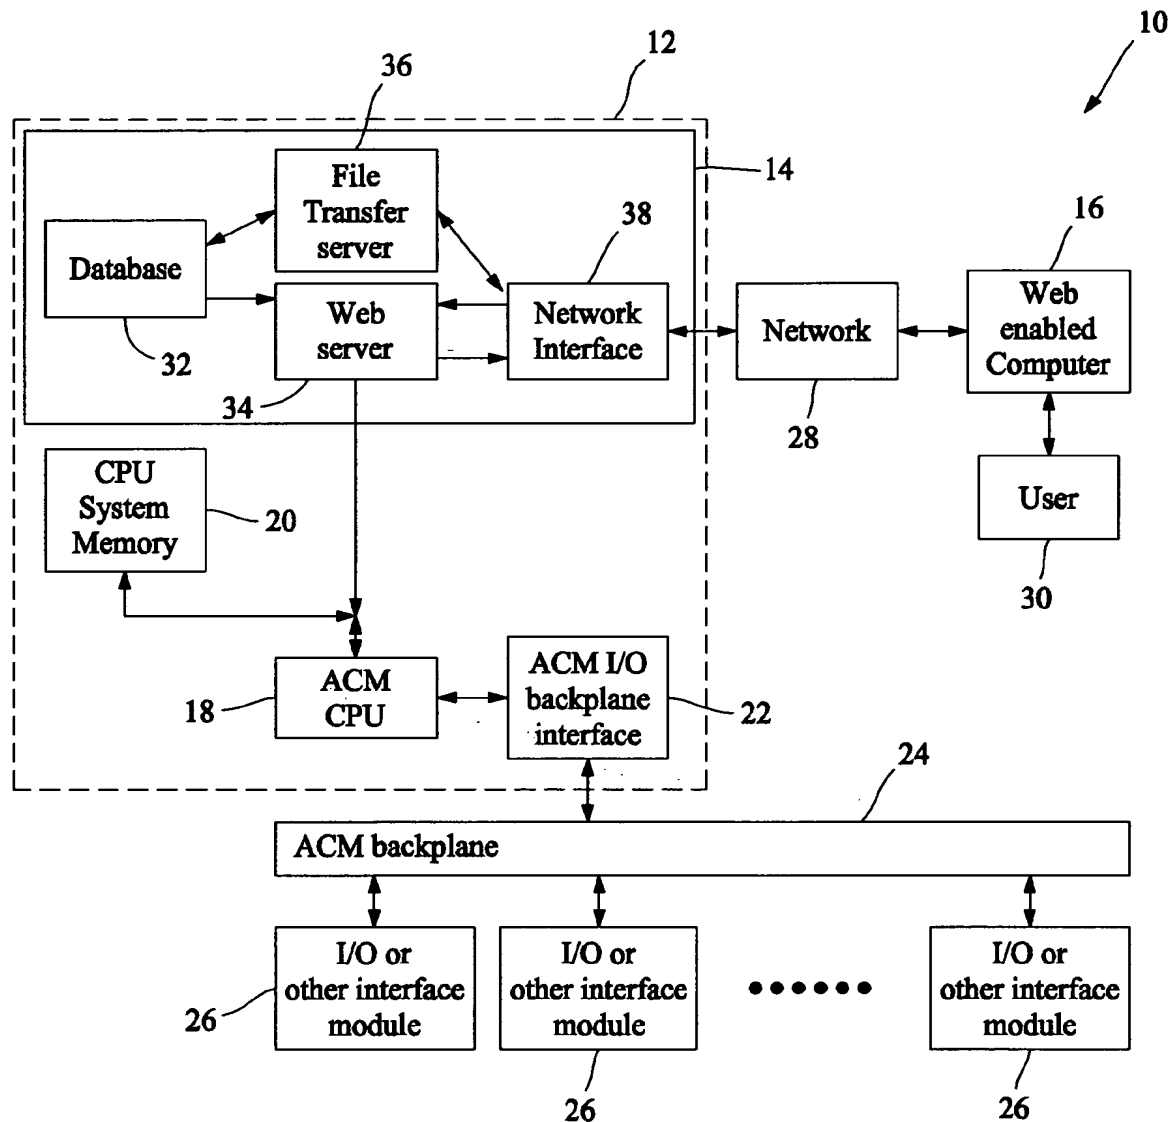 10
12
36
14
File
Transfer
server
38
16
Database
Web
server
Network
Interface
Network
Web
enabled
Computer
32
34
28
CPU
System
Memory
20
User
30
ACM
CPU
18
ACM I/O
backplane
interface
22
24
ACM backplane
I/O or
other interface
module
I/O or
other interface
module
I/O or
other interface
module
26
26
26